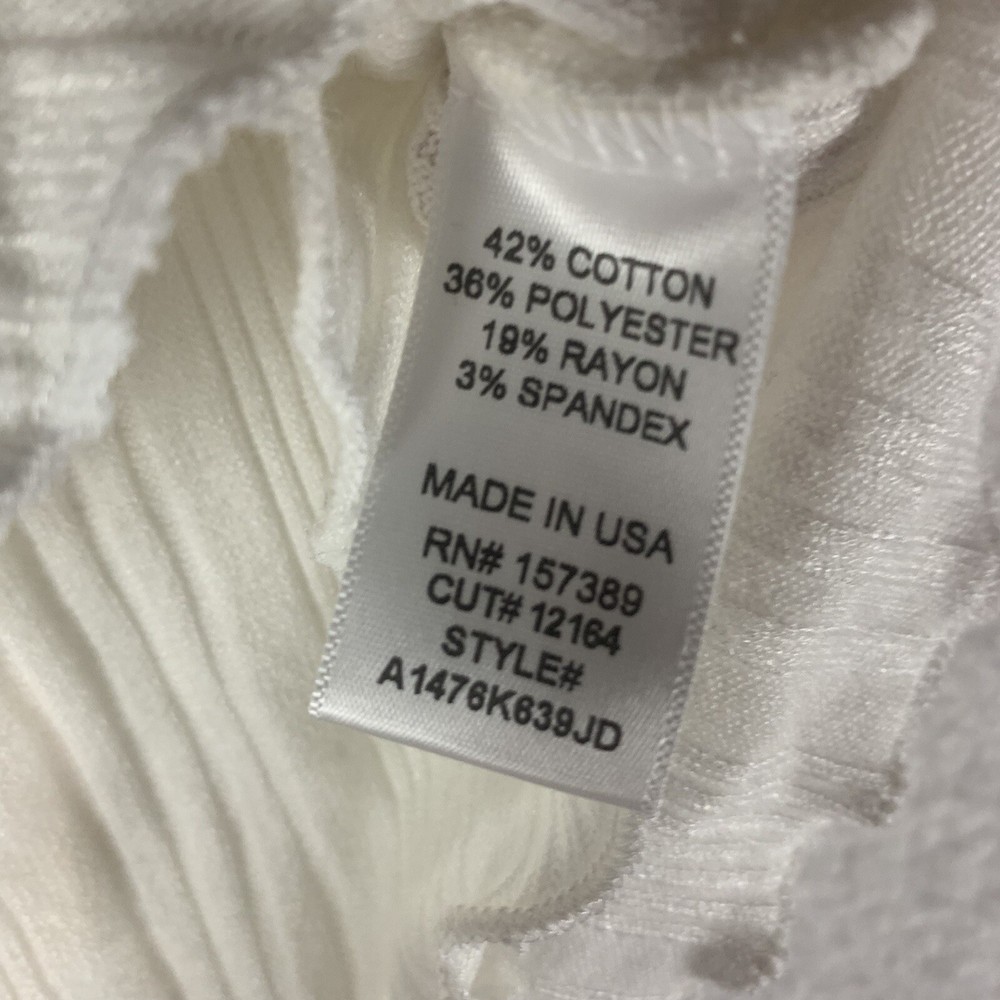 42% COTTON
36% POLYESTER
19% RAYON
3% SPANDEX
MADE IN USA
RN# 157389
CUT# 12164
STYLE#
A1476K639JD